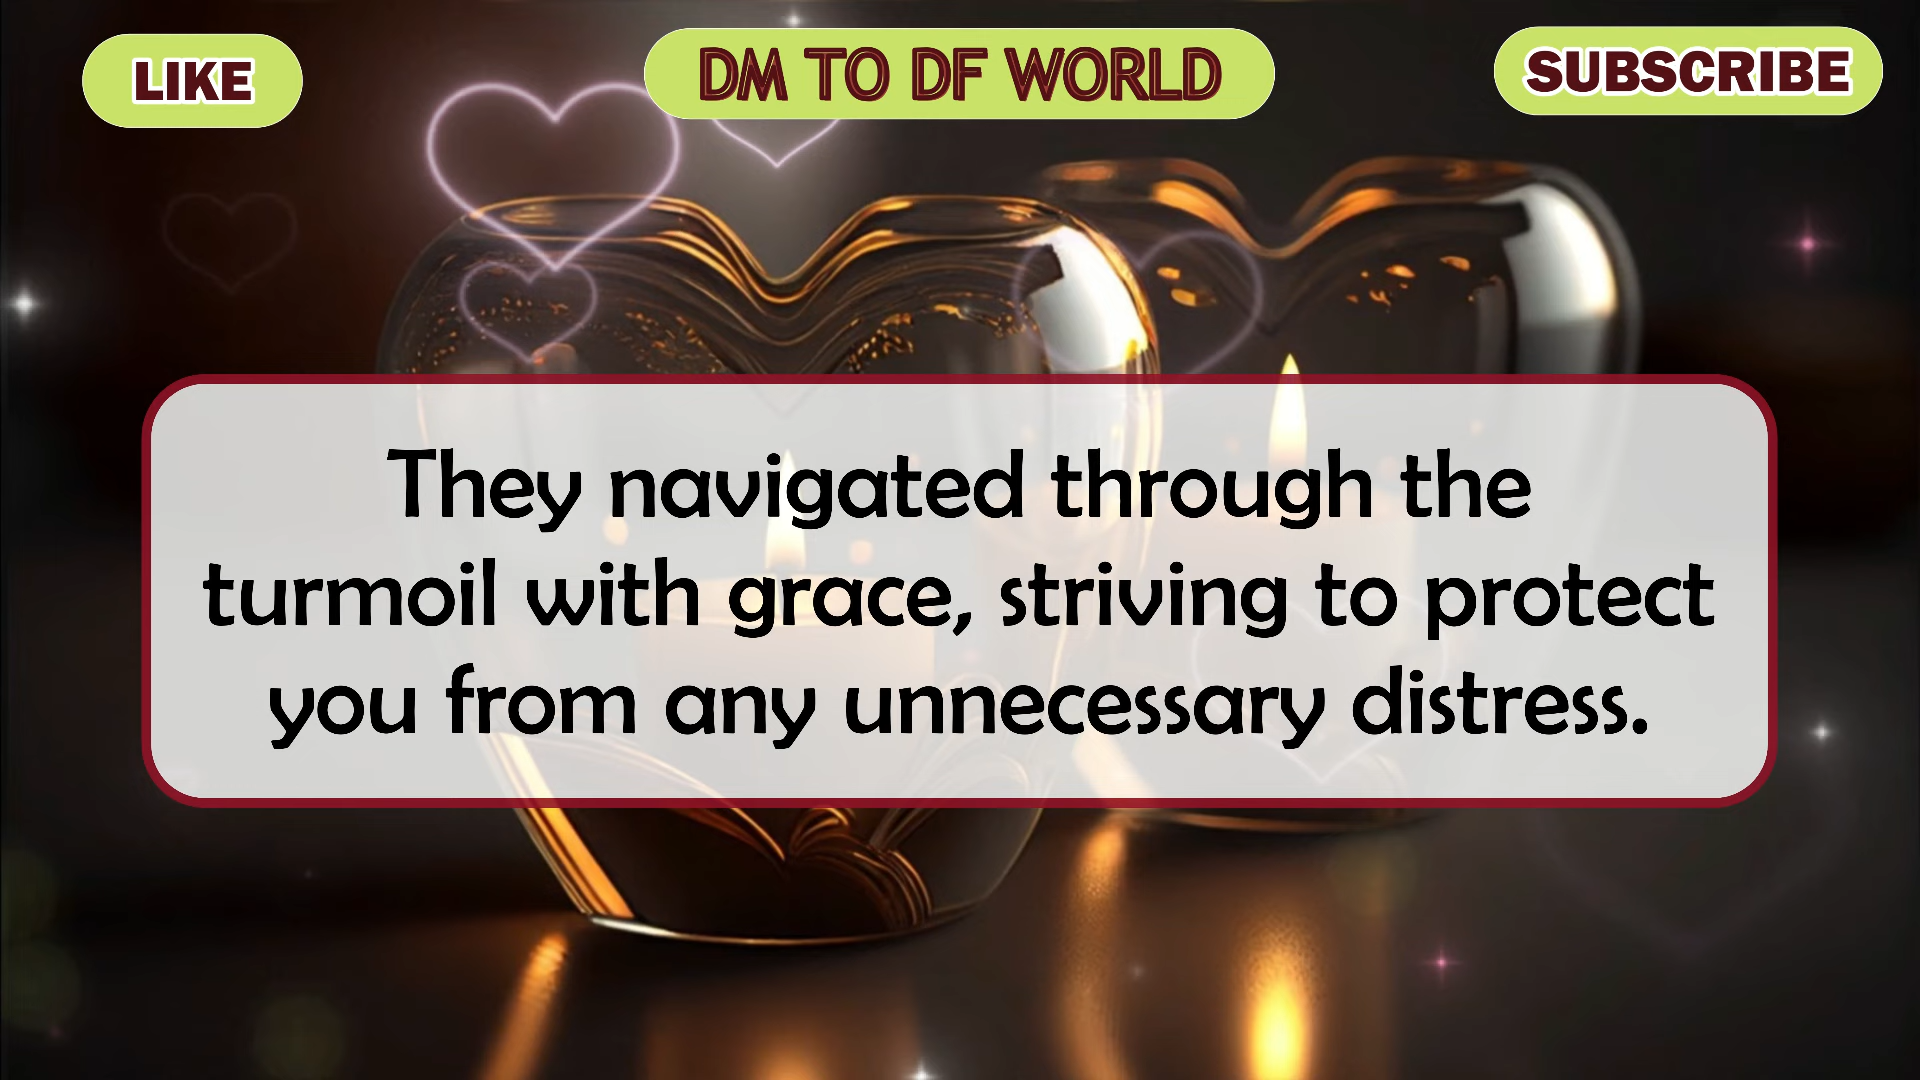 LIKE
DM TO DF WORLD
SUBSCRIBE
They navigated through the
turmoil with grace, striving to protect
you from any unnecessary distress.